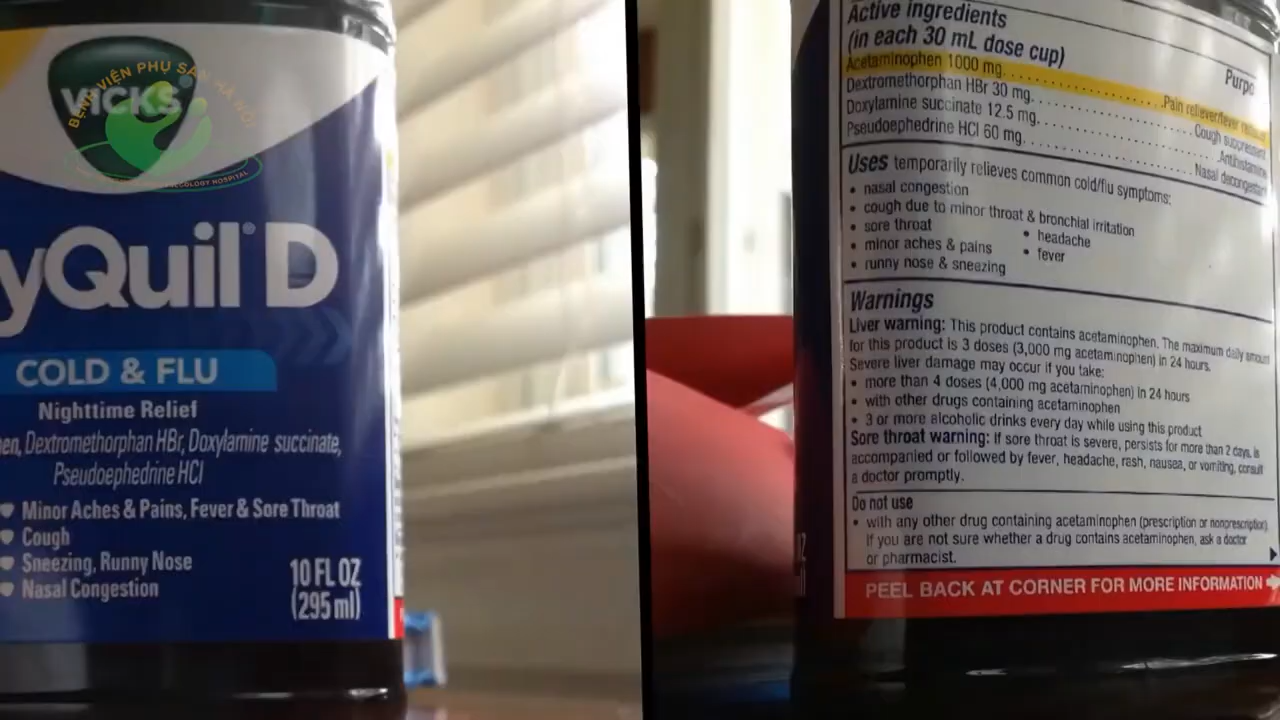 VICKS®
BỆNH VIỆN PHỤ SẢN HÀ NỘI
yQuil® D
COLD & FLU
Nighttime Relief
en, Dextromethorphan HBr, Doxylamine succinate,
Pseudoephedrine HCl
Minor Aches & Pains, Fever & Sore Throat
Cough
Sneezing, Runny Nose
Nasal Congestion
10 FL OZ
(295 ml)
Active ingredients
(in each 30 mL dose cup)
Purpo
Acetaminophen 1000 mg. . . . . . . . . . . . . . . . . . Pain reliever/fever
Dextromethorphan HBr 30 mg. . . . . . . . . . . . . . . . . . Cough suppressant
Doxylamine succinate 12.5 mg. . . . . . . . . . . . . . . . . . Antihistamine
Pseudoephedrine HCl 60 mg. . . . . . . . . . . . . . . . . . Nasal decongestant
Uses temporarily relieves common cold/flu symptoms:
• nasal congestion
• cough due to minor throat & bronchial irritation
• sore throat • headache
• minor aches & pains • fever
• runny nose & sneezing
Warnings
Liver warning: This product contains acetaminophen. The maximum daily amount
for this product is 3 doses (3,000 mg acetaminophen) in 24 hours.
Severe liver damage may occur if you take:
• more than 4 doses (4,000 mg acetaminophen) in 24 hours
• with other drugs containing acetaminophen
• 3 or more alcoholic drinks every day while using this product
Sore throat warning: If sore throat is severe, persists for more than 2 days, is
accompanied or followed by fever, headache, rash, nausea, or vomiting, consult
a doctor promptly.
Do not use
• with any other drug containing acetaminophen (prescription or nonprescription).
If you are not sure whether a drug contains acetaminophen, ask a doctor
or pharmacist.
PEEL BACK AT CORNER FOR MORE INFORMATION